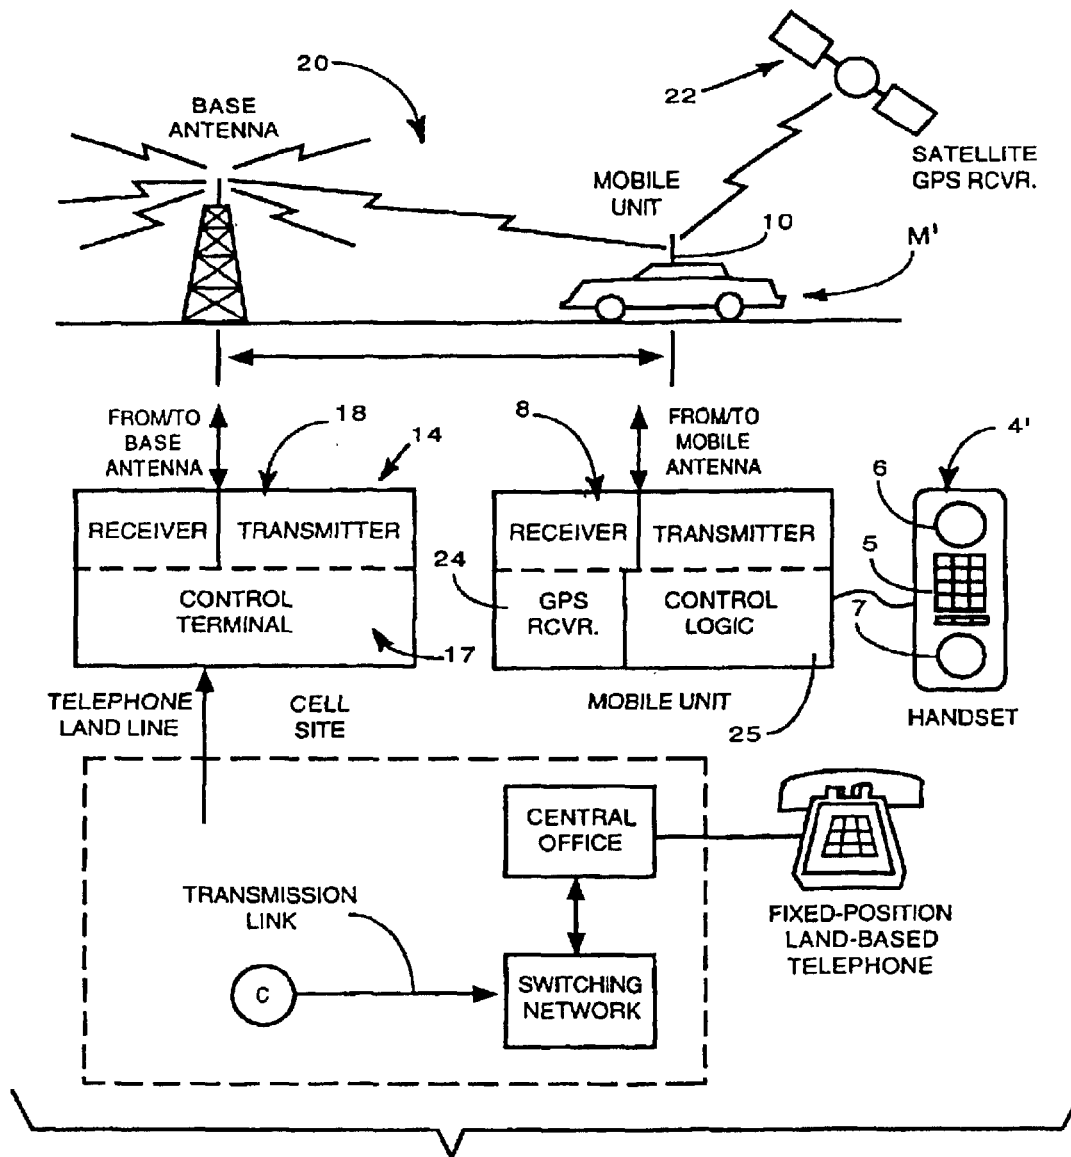 20
BASE
ANTENNA
22
SATELLITE
GPS RCVR.
MOBILE
UNIT
10
M'
FROM/TO
BASE
ANTENNA
18
14
8
FROM/TO
MOBILE
ANTENNA
4'
6
5
7
RECEIVER
TRANSMITTER
RECEIVER
TRANSMITTER
24
CONTROL
TERMINAL
GPS
RCVR.
CONTROL
LOGIC
17
TELEPHONE
LAND LINE
CELL
SITE
MOBILE UNIT
25
HANDSET
CENTRAL
OFFICE
TRANSMISSION
LINK
C
SWITCHING
NETWORK
FIXED-POSITION
LAND-BASED
TELEPHONE